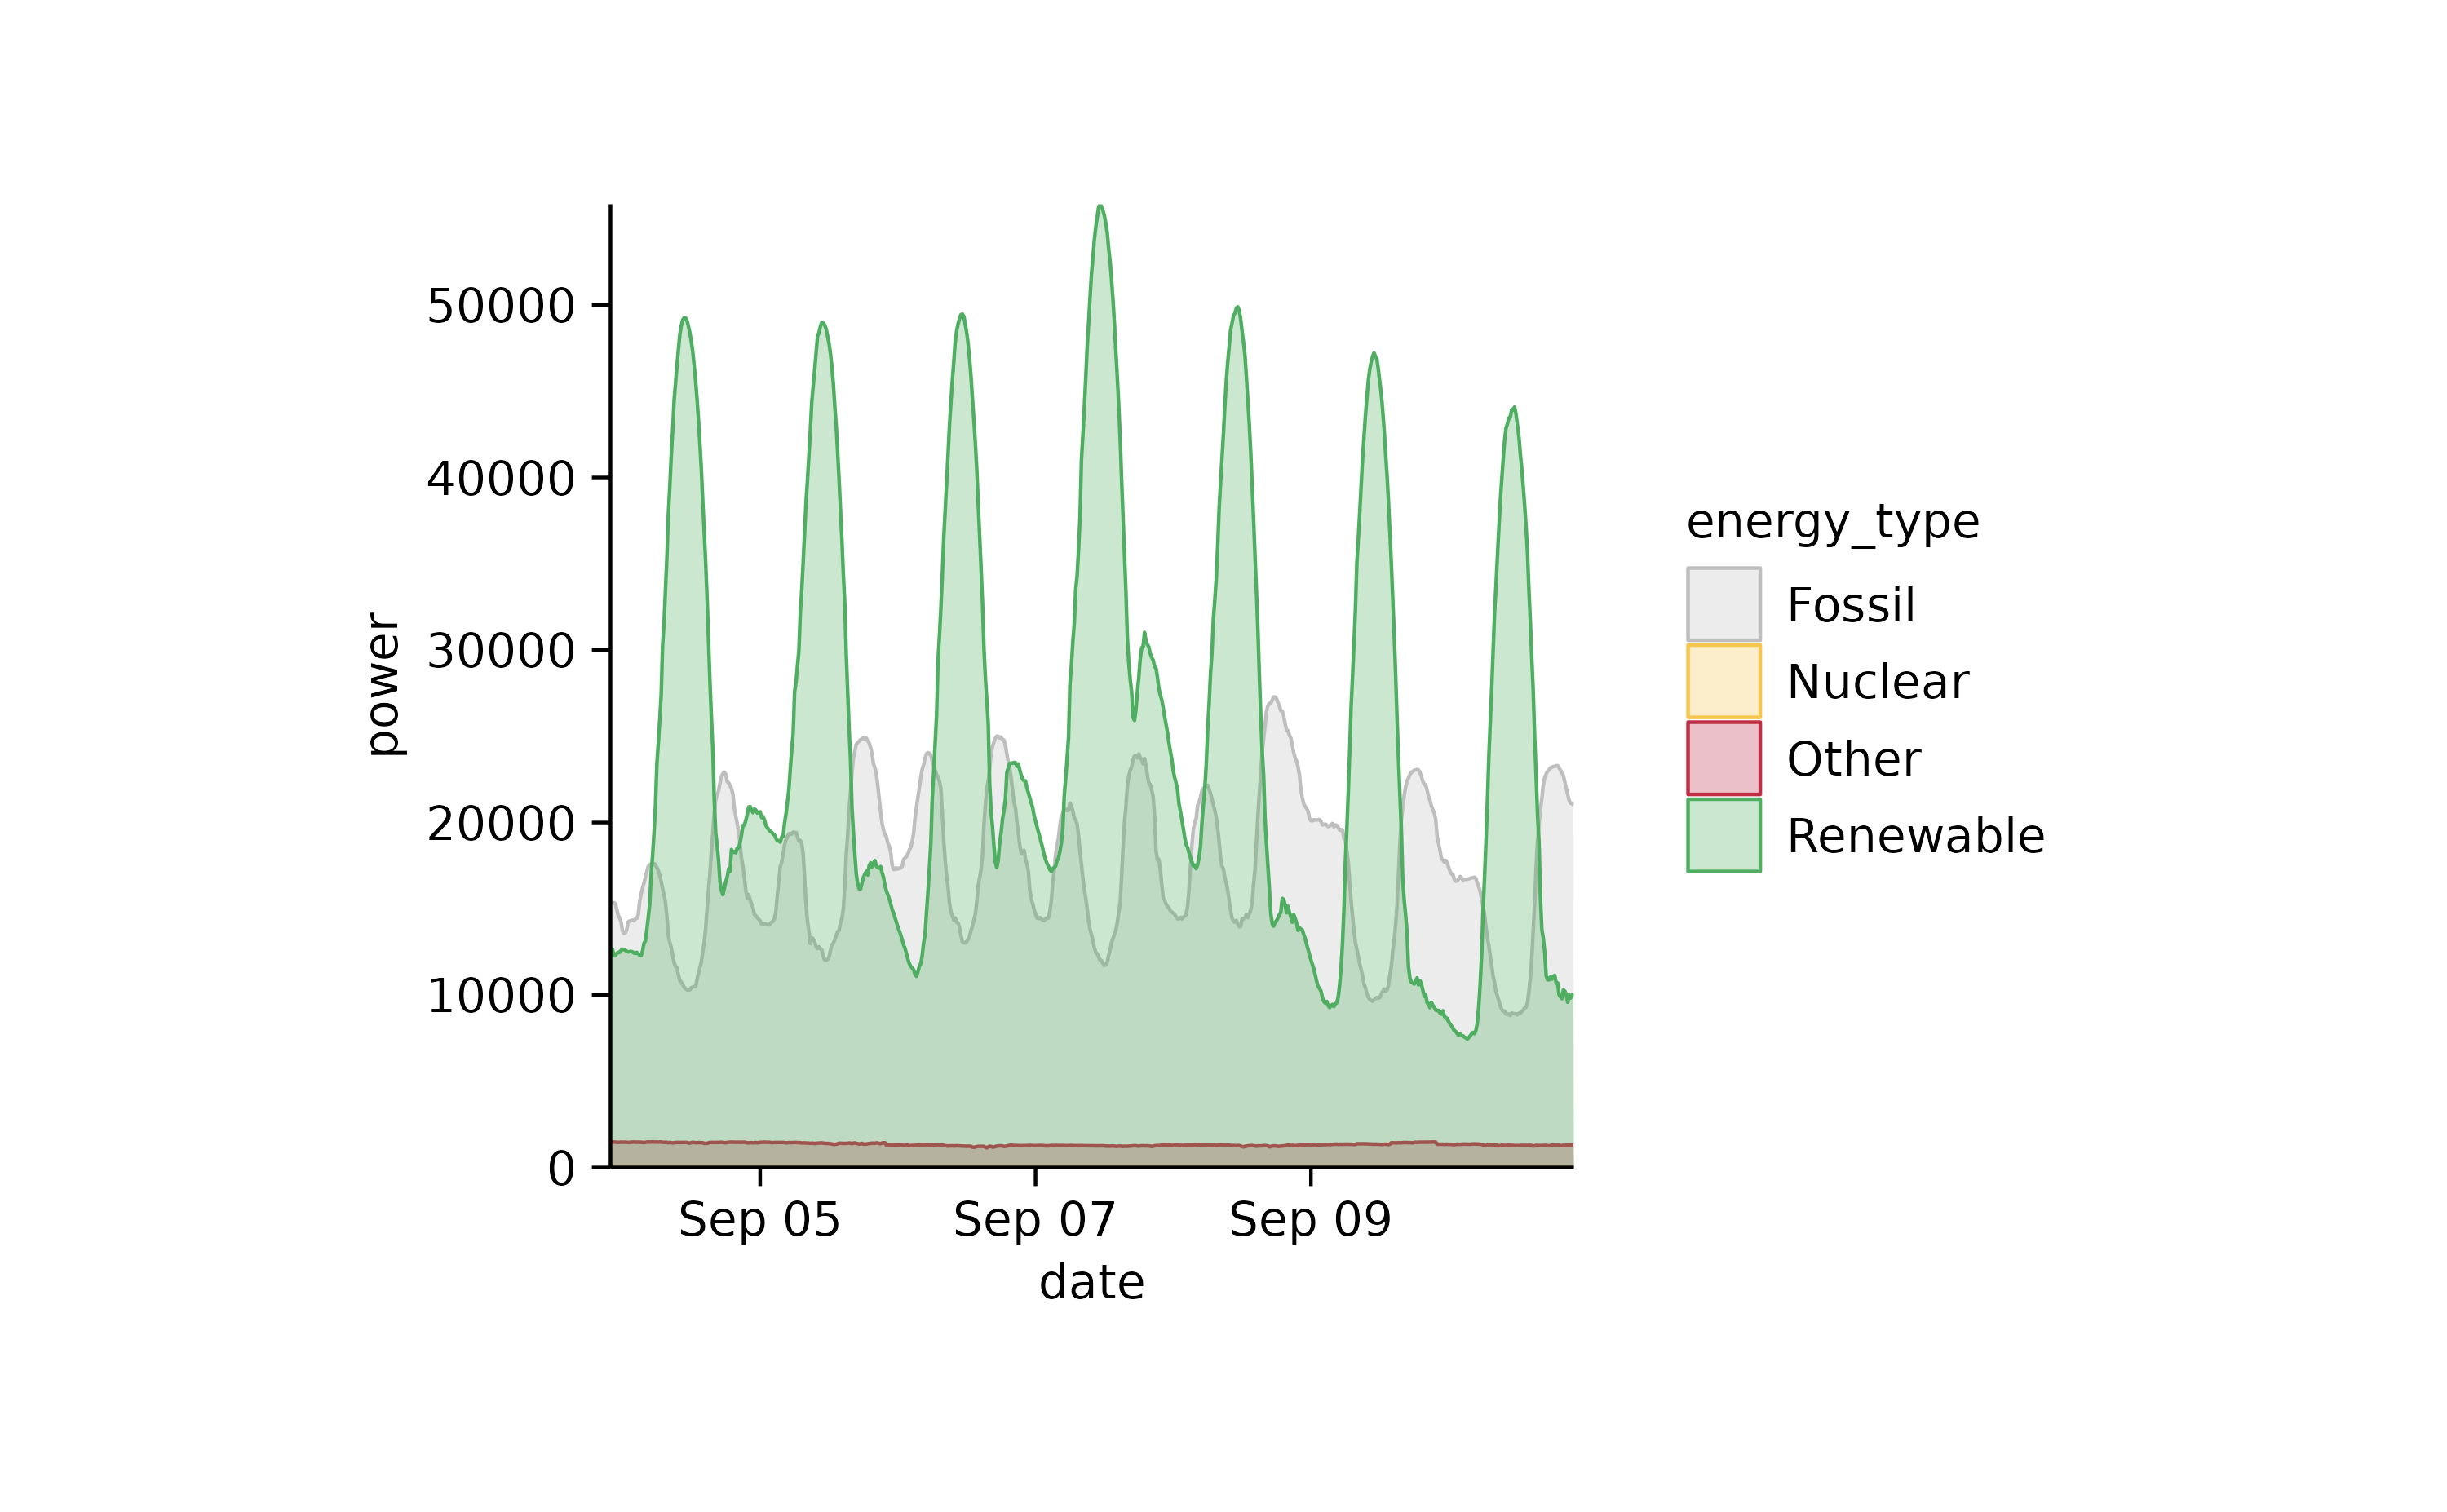 power
50000
40000
30000
20000
10000
0
Sep 05
Sep 07
Sep 09
date
energy_type
Fossil
Nuclear
Other
Renewable